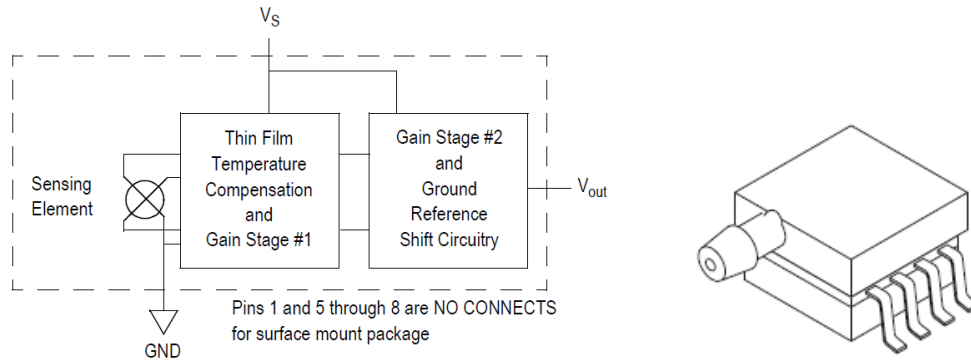 VS
Sensing
Element
Thin Film
Temperature
Compensation
and
Gain Stage #1
Gain Stage #2
and
Ground
Reference
Shift Circuitry
Vout
Pins 1 and 5 through 8 are NO CONNECTS
for surface mount package
GND